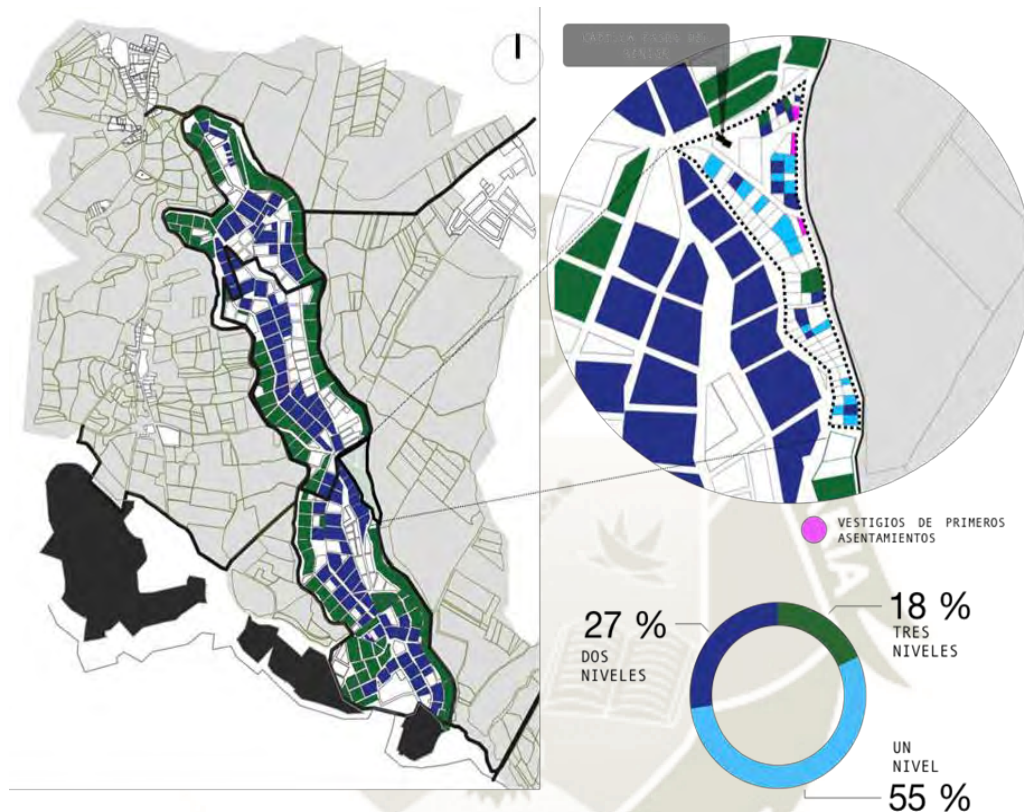 VESTIGIOS DE PRIMEROS
ASENTAMIENTOS
27 %
DOS
NIVELES
18 %
TRES
NIVELES
UN
NIVEL
55 %